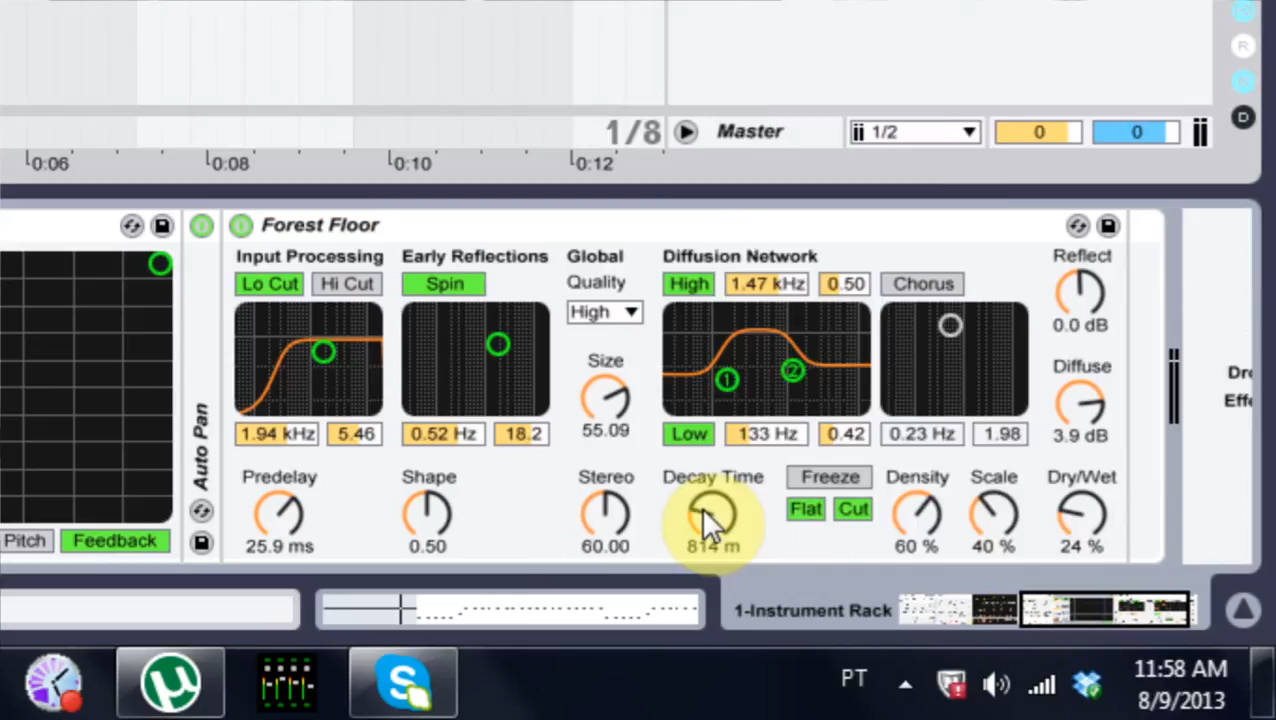 R
D
1/8
Master
1/2
0
0
0:06
0:08
0:10
0:12
Forest Floor
Input Processing
Early Reflections
Global
Diffusion Network
Reflect
Lo Cut
Hi Cut
Spin
Quality
High
1.47 kHz
0.50
Chorus
High
0.0 dB
Size
55.09
Diffuse
3.9 dB
1
2
1.94 kHz
5.46
0.52 Hz
18.2
Low
133 Hz
0.42
0.23 Hz
1.98
Auto Pan
Predelay
25.9 ms
Shape
0.50
Stereo
60.00
Decay Time
814 m
Freeze
Flat
Cut
Density
60 %
Scale
40 %
Dry/Wet
24 %
Pitch
Feedback
1-Instrument Rack
PT
11:58 AM
8/9/2013